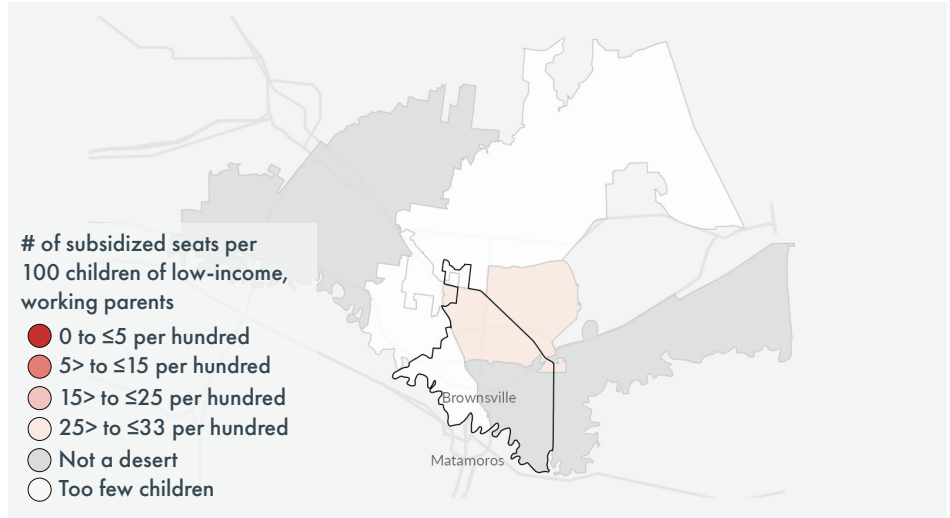 # of subsidized seats per
100 children of low-income,
working parents
0 to ≤5 per hundred
5> to ≤15 per hundred
15> to ≤25 per hundred
25> to ≤33 per hundred
Not a desert
Too few children
Brownsville
Matamoros